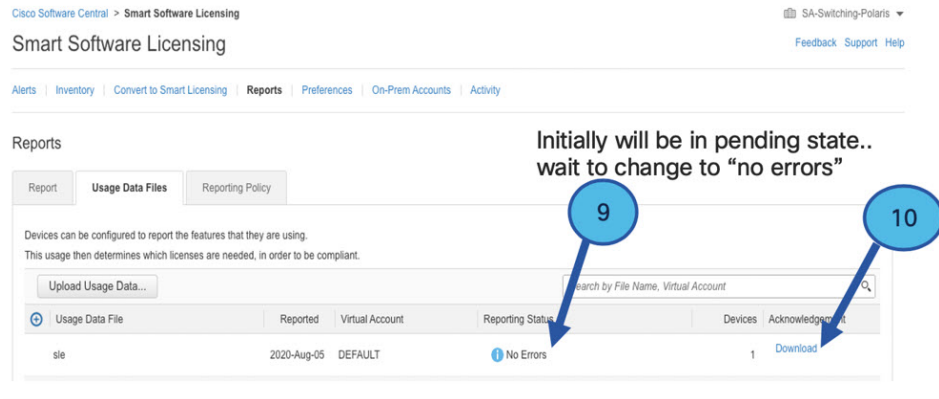 Cisco Software Central > Smart Software Licensing
SA-Switching-Polaris
Smart Software Licensing
Feedback Support Help
Alerts | Inventory | Convert to Smart Licensing | Reports | Preferences | On-Prem Accounts | Activity
Reports
Initially will be in pending state..
wait to change to “no errors”
Report Usage Data Files Reporting Policy
9
10
Devices can be configured to report the features that they are using.
This usage then determines which licenses are needed, in order to be compliant.
Upload Usage Data...
Search by File Name, Virtual Account
Usage Data File Reported Virtual Account Reporting Status Devices Acknowledgement
sle 2020-Aug-05 DEFAULT No Errors 1 Download